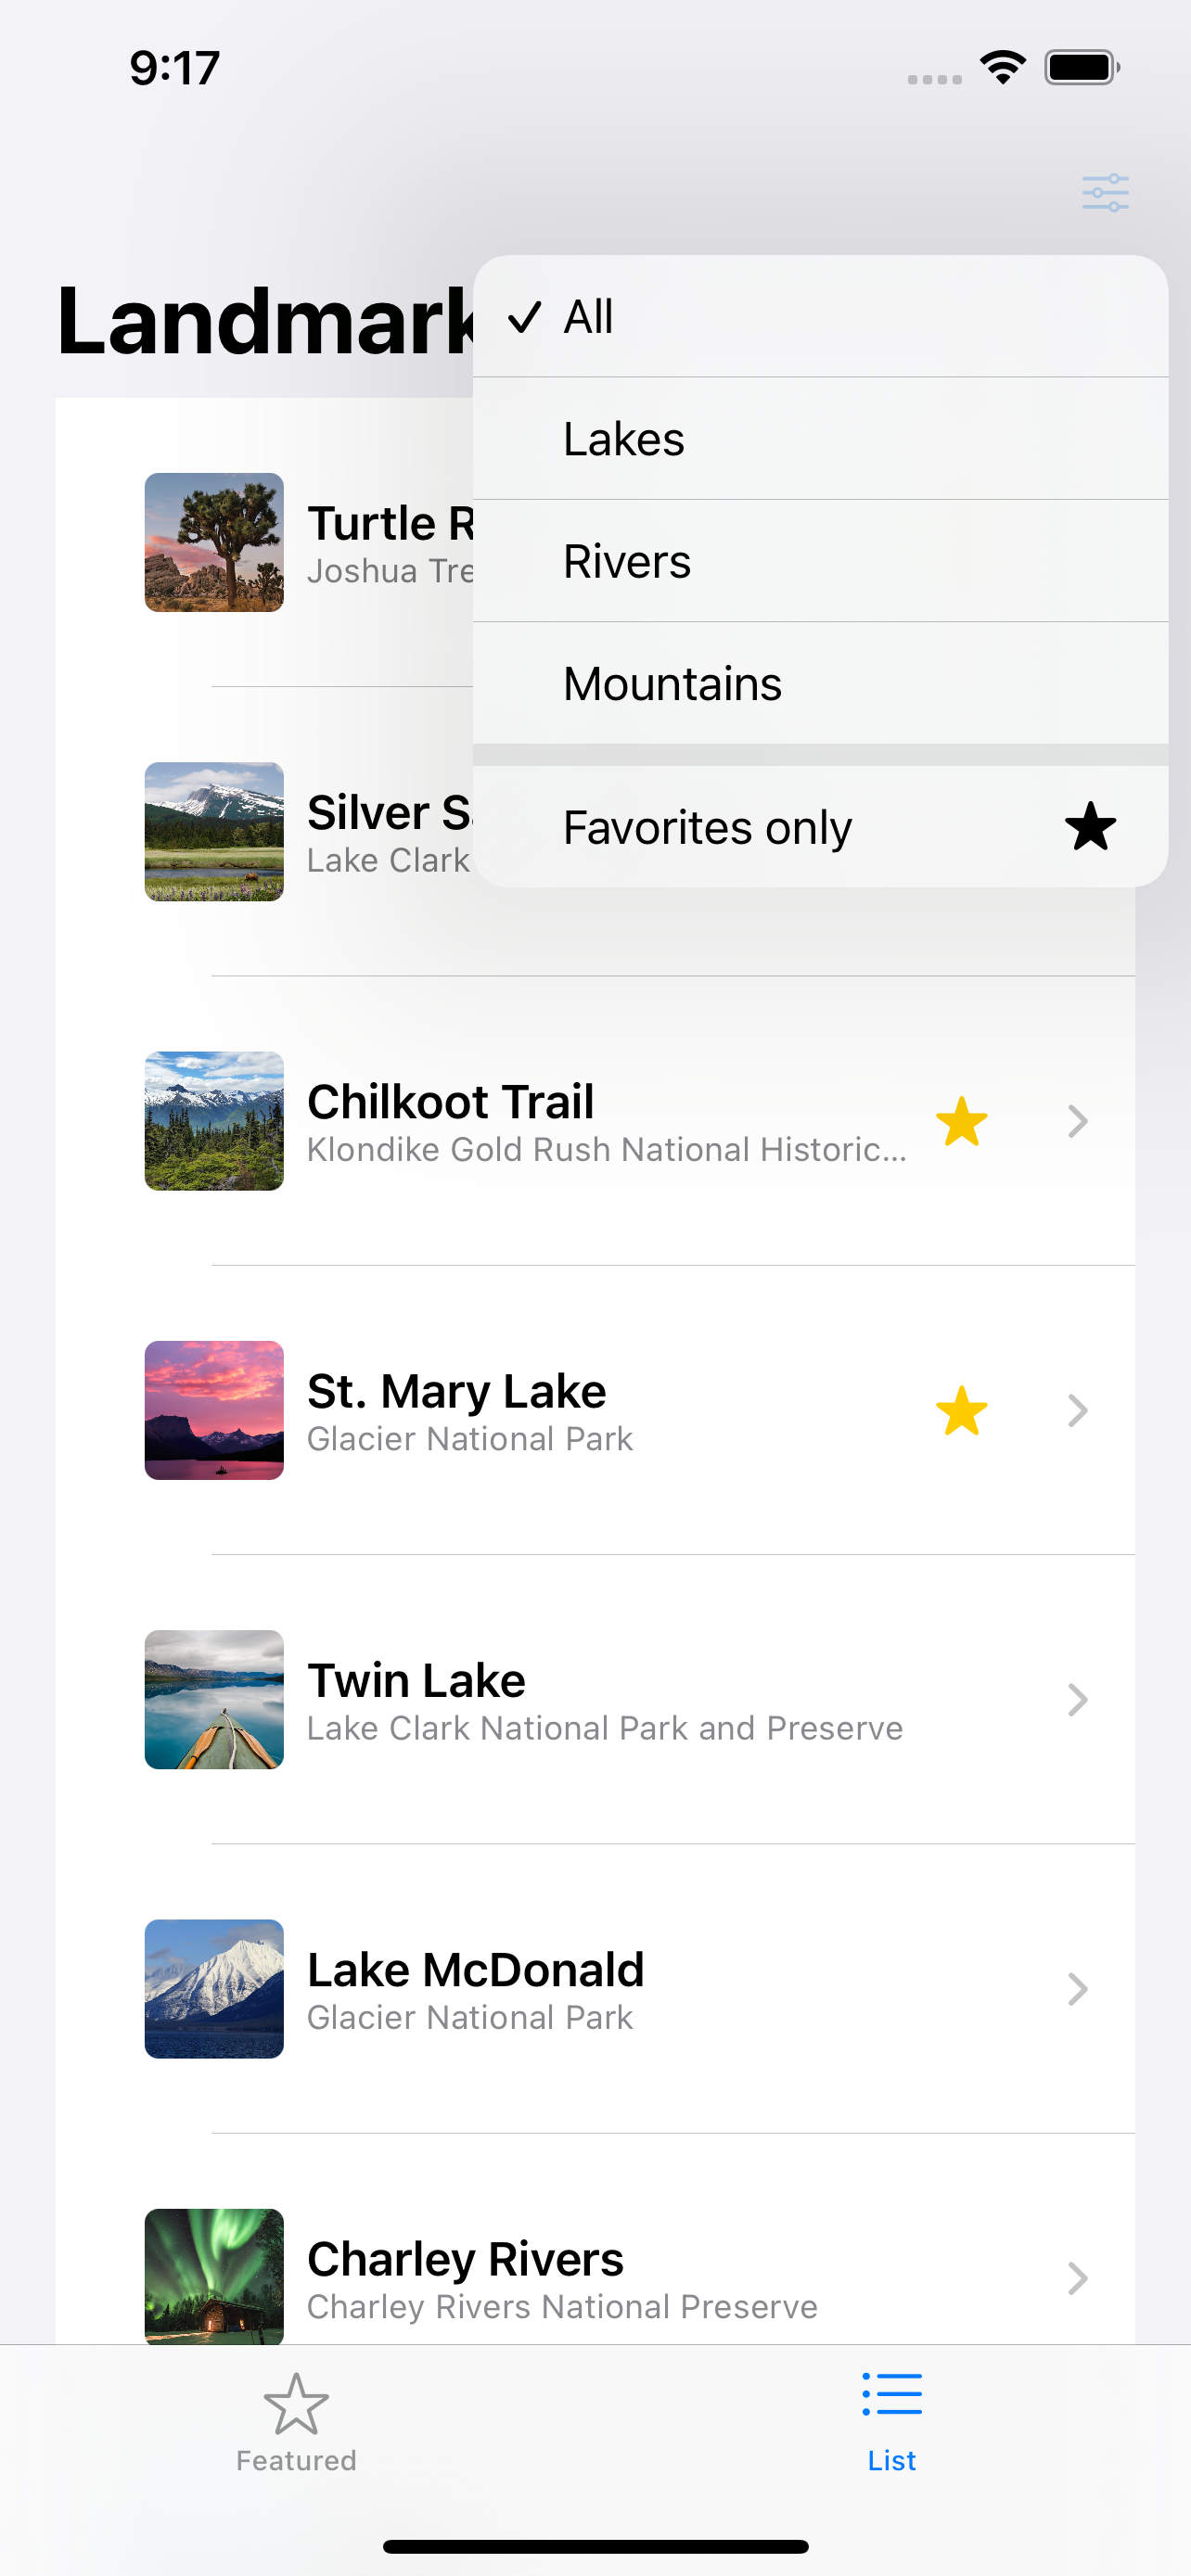 9:17
Landmark
All
Lakes
Rivers
Mountains
Favorites only
Turtle R
Joshua Tre
Silver S
Lake Clark
Chilkoot Trail
Klondike Gold Rush National Historic...
St. Mary Lake
Glacier National Park
Twin Lake
Lake Clark National Park and Preserve
Lake McDonald
Glacier National Park
Charley Rivers
Charley Rivers National Preserve
Featured
List